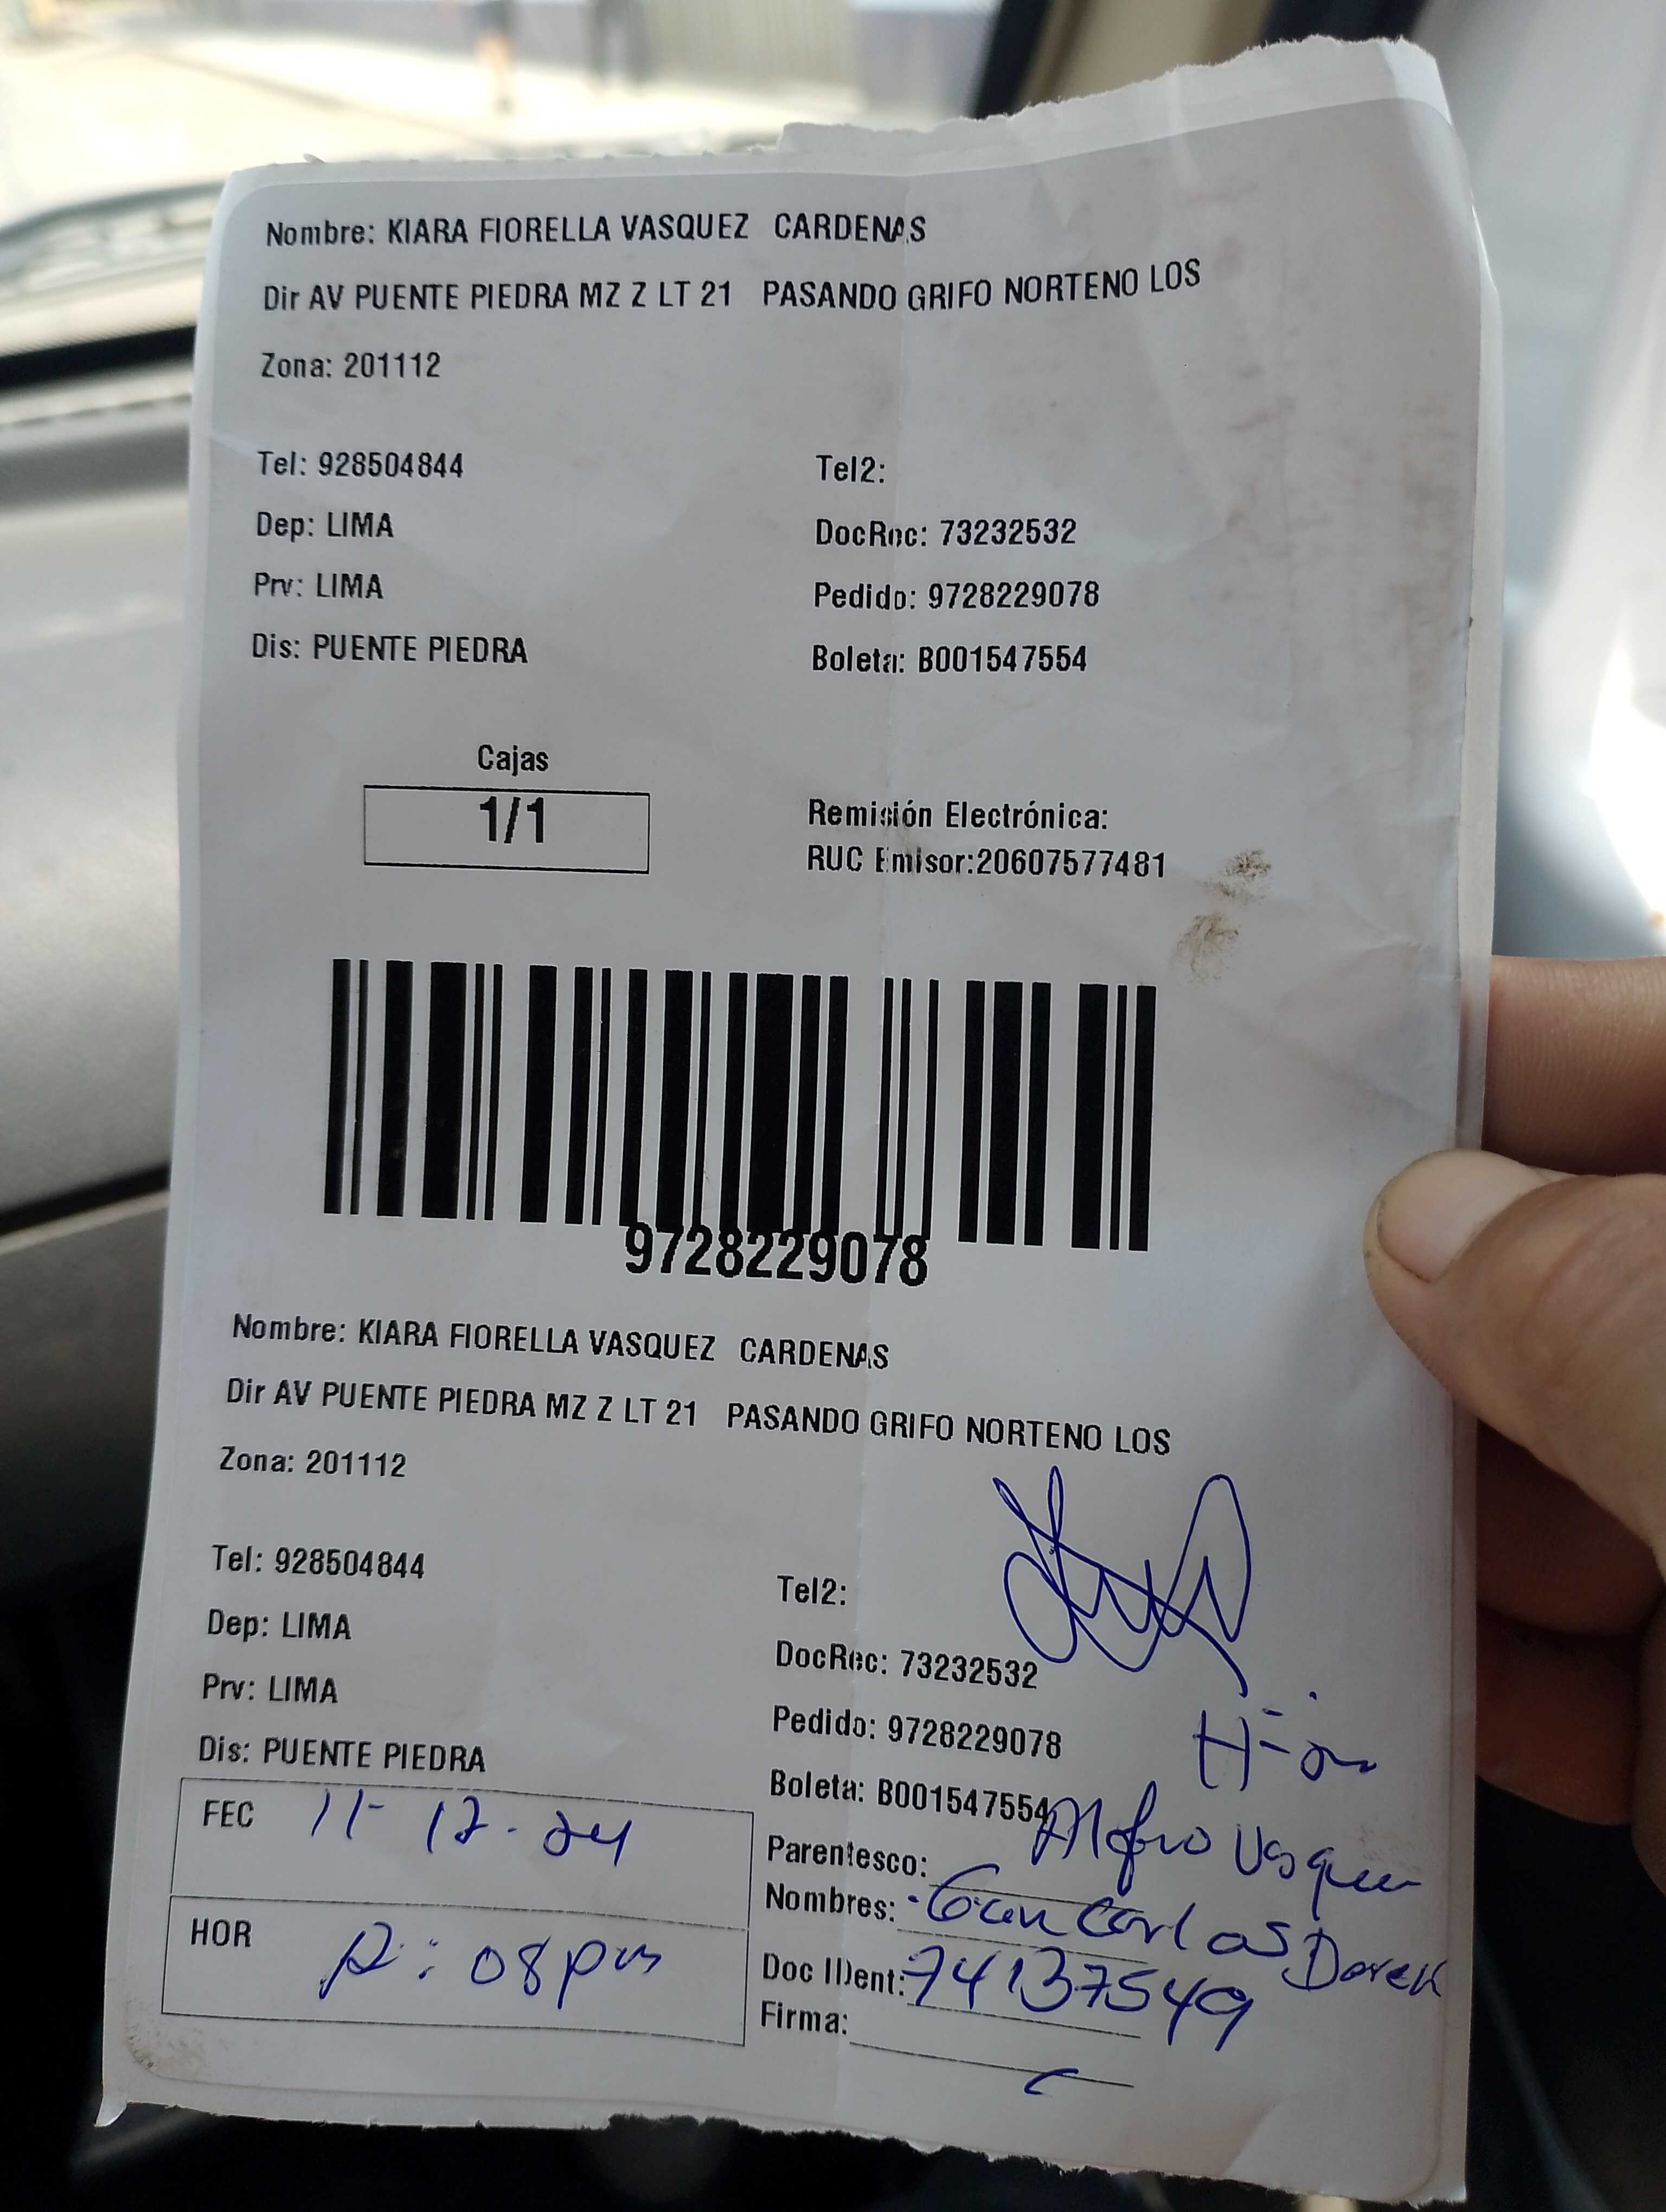 Nombre: KIARA FIORELLA VASQUEZ CARDENAS
Dir AV PUENTE PIEDRA MZ Z LT 21 PASANDO GRIFO NORTENO LOS
Zona: 201112
Tel: 928504844 Tel2:
Dep: LIMA DocRec: 73232532
Prv: LIMA Pedido: 9728229078
Dis: PUENTE PIEDRA Boleta: B001547554
Cajas
1/1
Remisión Electrónica:
RUC Emisor:20607577481
9728229078
Nombre: KIARA FIORELLA VASQUEZ CARDENAS
Dir AV PUENTE PIEDRA MZ Z LT 21 PASANDO GRIFO NORTENO LOS
Zona: 201112
Tel: 928504844 Tel2:
Dep: LIMA DocRec: 73232532
Prv: LIMA Pedido: 9728229078
Dis: PUENTE PIEDRA Boleta: B001547554
FEC 11-12-24
HOR 2:08pm
Parentesco:
Nombres: Carlos
Doc IDent: 74137549
Firma: